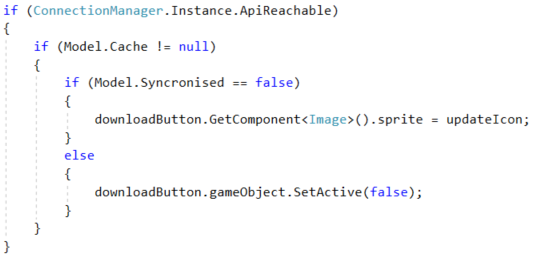 if (ConnectionManager.Instance.ApiReachable)
{
    if (Model.Cache != null)
    {
        if (Model.Syncronised == false)
        {
            downloadButton.GetComponent<Image>().sprite = updateIcon;
        }
        else
        {
            downloadButton.gameObject.SetActive(false);
        }
    }
}